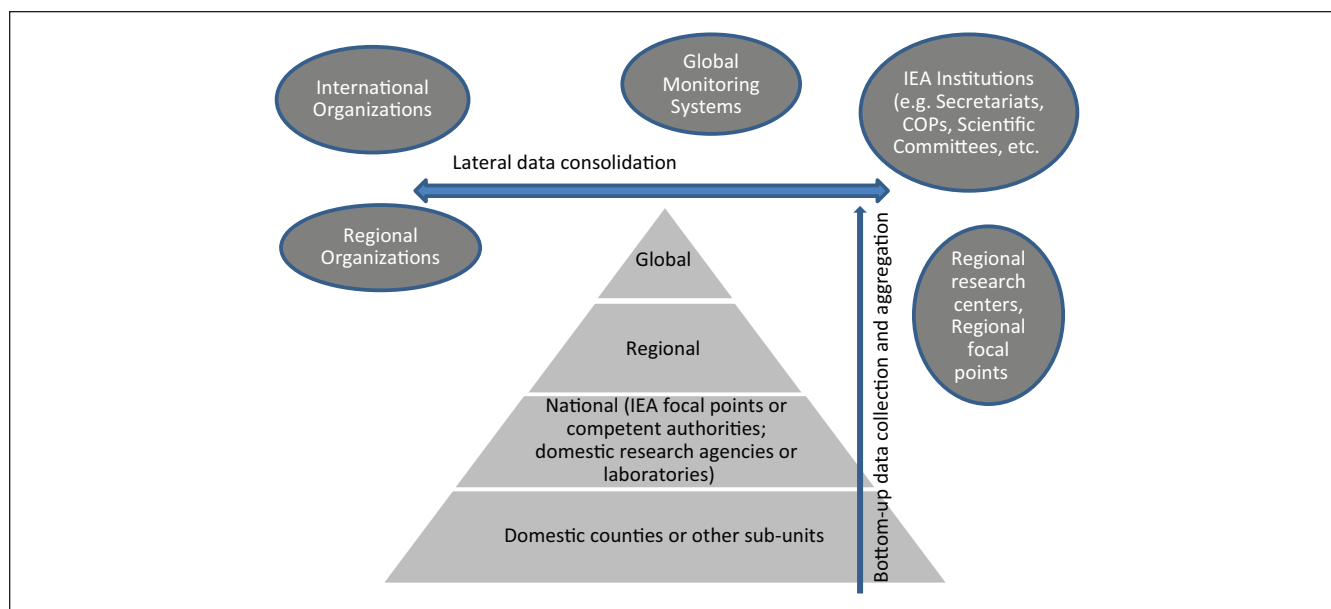 International
Organizations
Global
Monitoring
Systems
IEA Institutions
(e.g. Secretariats,
COPs, Scientific
Committees, etc.
Lateral data consolidation
Regional
Organizations
Global
Regional
National (IEA focal points or
competent authorities;
domestic research agencies or
laboratories)
Domestic counties or other sub-units
Bottom-up data collection and aggregation
Regional
research
centers,
Regional
focal
points